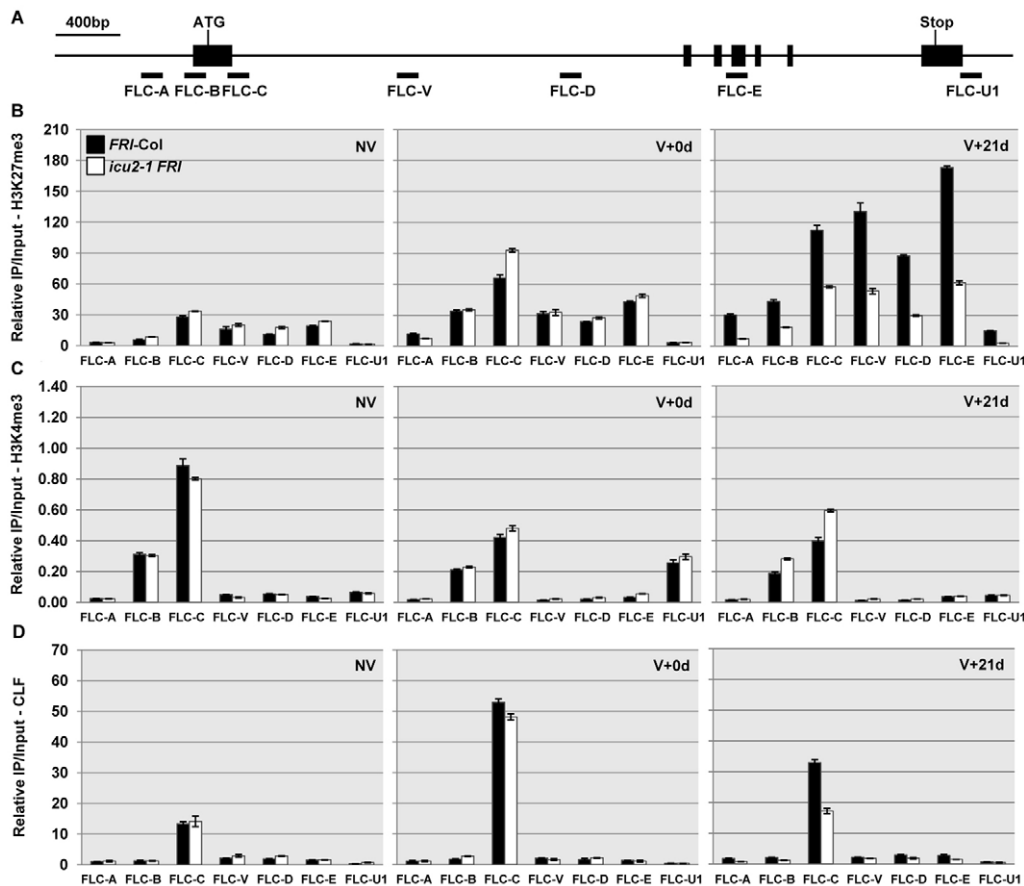 A
400bp
ATG
Stop
FLC-A FLC-B FLC-C FLC-V FLC-D FLC-E FLC-U1
B
Relative IP/Input - H3K27me3
210
180
150
120
90
60
30
0
FRI-Col
icu2-1 FRI
NV
V+0d
V+21d
FLC-A FLC-B FLC-C FLC-V FLC-D FLC-E FLC-U1
FLC-A FLC-B FLC-C FLC-V FLC-D FLC-E FLC-U1
FLC-A FLC-B FLC-C FLC-V FLC-D FLC-E FLC-U1
C
Relative IP/Input - H3K4me3
1.40
1.20
1.00
0.80
0.60
0.40
0.20
0.00
NV
V+0d
V+21d
FLC-A FLC-B FLC-C FLC-V FLC-D FLC-E FLC-U1
FLC-A FLC-B FLC-C FLC-V FLC-D FLC-E FLC-U1
FLC-A FLC-B FLC-C FLC-V FLC-D FLC-E FLC-U1
D
Relative IP/Input - CLF
70
60
50
40
30
20
10
0
NV
V+0d
V+21d
FLC-A FLC-B FLC-C FLC-V FLC-D FLC-E FLC-U1
FLC-A FLC-B FLC-C FLC-V FLC-D FLC-E FLC-U1
FLC-A FLC-B FLC-C FLC-V FLC-D FLC-E FLC-U1